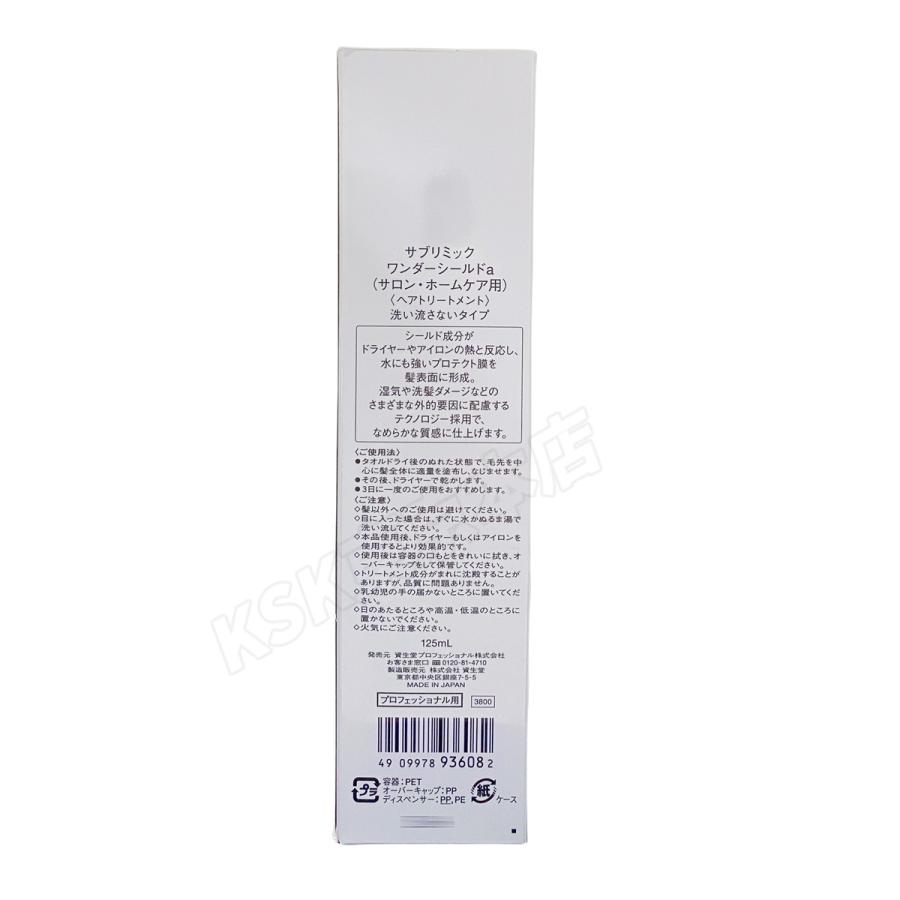 サブリミック
ワンダーシールドa
(サロン・ホームケア用)
〈ヘアトリートメント〉
洗い流さないタイプ
シールド成分が
ドライヤーやアイロンの熱と反応し、
水にも強いプロテクト膜を
髪表面に形成。
湿気や洗髪ダメージなどの
さまざまな外的要因に配慮する
テクノロジー採用で、
なめらかな質感に仕上げます。
〈ご使用法〉
●タオルドライ後のぬれた状態で、毛先を中
心に髪全体に適量を塗布し、なじませます。
●その後、ドライヤーで乾かします。
●3日に一度のご使用をおすすめします。
〈ご注意〉
◇髪以外へのご使用は避けてください。
◇目に入った場合は、すぐに水かぬるま湯で
洗い流してください。
◇本品使用後、ドライヤーもしくはアイロンを
使用するとより効果的です。
◇使用後は容器の口もとをきれいに拭き、オ
ーバーキャップをして保管してください。
◇トリートメント成分がまれに沈殿することが
ありますが、品質に問題ありません。
◇乳幼児の手の届かないところに置いてくだ
さい。
◇日のあたるところや高温・低温のところに
置かないでください。
◇火気にご注意ください。
125mL
発売元 資生堂プロフェッショナル株式会社
お客さま窓口 0120-81-4710
製造販売元 株式会社 資生堂
東京都中央区銀座7-5-5
MADE IN JAPAN
プロフェッショナル用 3800
4909978936082
プラ 容器:PET
オーバーキャップ:PP
ディスペンサー:PP,PE
紙 ケース
本店